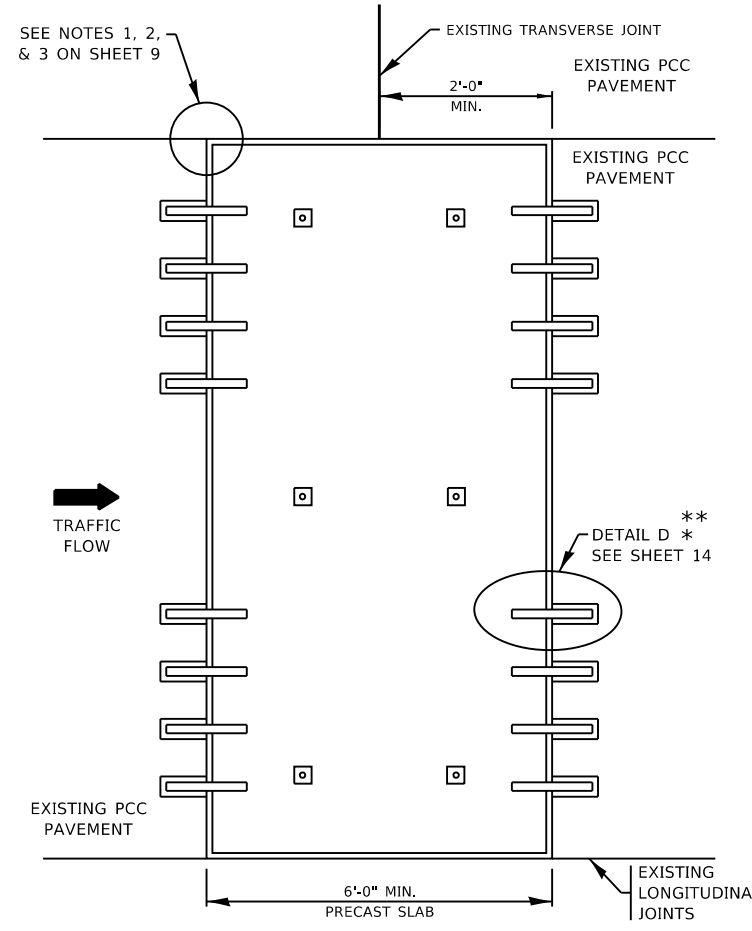 SEE NOTES 1, 2,
& 3 ON SHEET 9
EXISTING TRANSVERSE JOINT
EXISTING PCC
PAVEMENT
2'-0"
MIN.
EXISTING PCC
PAVEMENT
TRAFFIC
FLOW
**
DETAIL D *
SEE SHEET 14
EXISTING PCC
PAVEMENT
6'-0" MIN.
PRECAST SLAB
EXISTING
LONGITUDINA
JOINTS